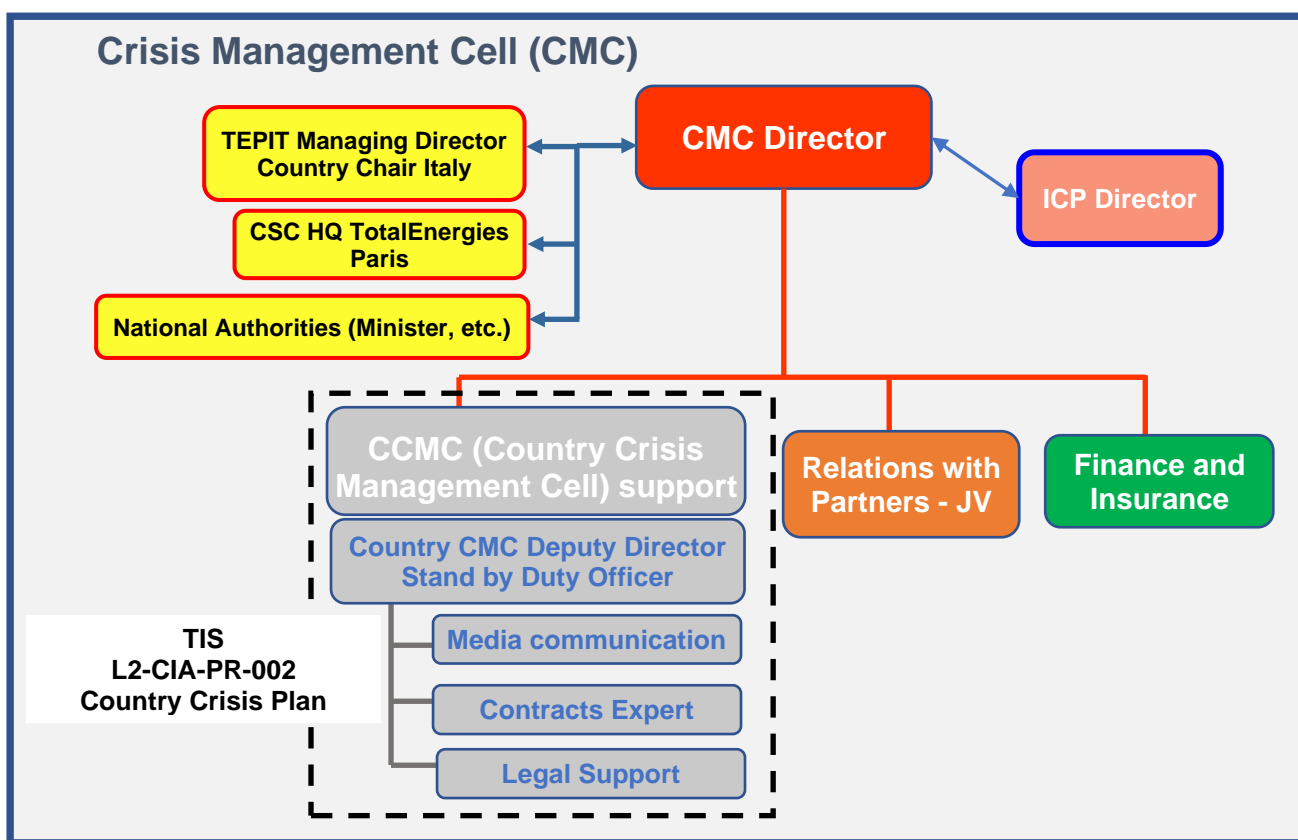 Crisis Management Cell (CMC)
TEPIT Managing Director
Country Chair Italy
CMC Director
ICP Director
CSC HQ TotalEnergies
Paris
National Authorities (Minister, etc.)
CCMC (Country Crisis
Management Cell) support
Relations with
Partners - JV
Finance and
Insurance
Country CMC Deputy Director
Stand by Duty Officer
TIS
L2-CIA-PR-002
Country Crisis Plan
Media communication
Contracts Expert
Legal Support